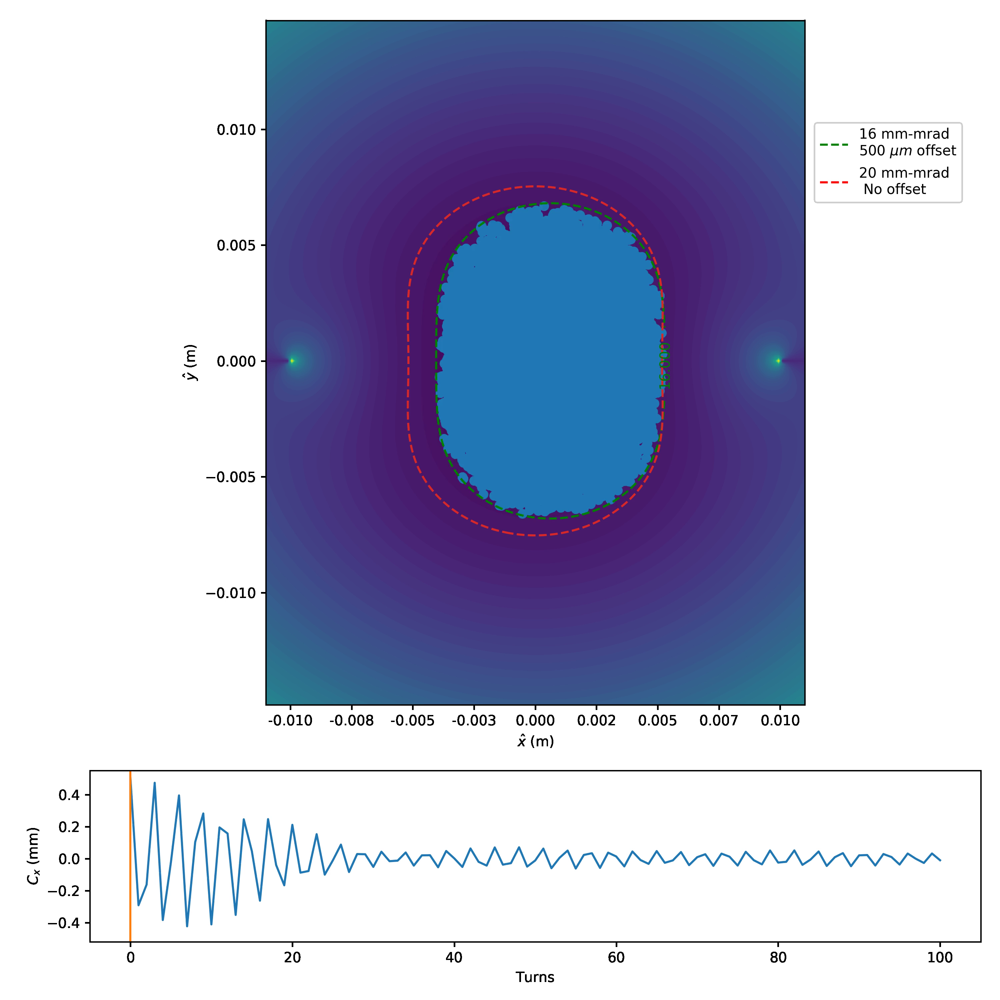 0.010
0.005
0.000
−0.005
−0.010
ŷ (m)
16.000
16 mm-mrad
500 μm offset
20 mm-mrad
No offset
-0.010 -0.008 -0.005 -0.003 0.000 0.002 0.005 0.007 0.010
x̂ (m)
0.4
0.2
0.0
−0.2
−0.4
Cₓ (mm)
0 20 40 60 80 100
Turns